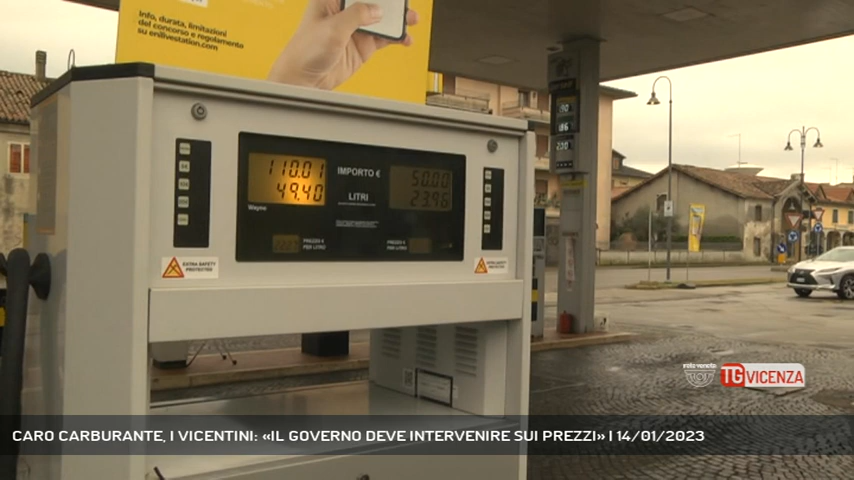 Info, durata, limitazioni
del concorso e regolamento
su enilivestation.com
110.01
49.40
IMPORTO €
LITRI
50.00
23.96
Wayne
PREZZO €
PER LITRO
PREZZO €
PER LITRO
EXTRA SAFETY
PROTECTED
EXTRA SAFETY
PROTECTED
rete veneta
TG VICENZA
CARO CARBURANTE, I VICENTINI: «IL GOVERNO DEVE INTERVENIRE SUI PREZZI» | 14/01/2023